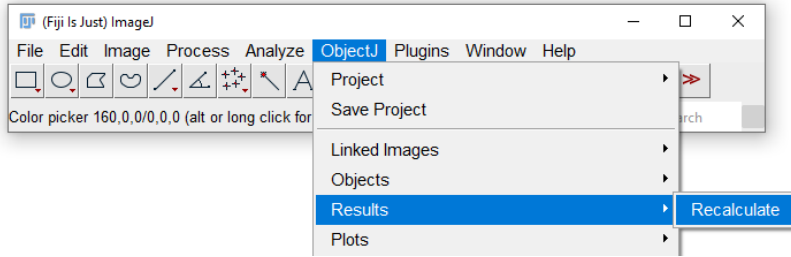 (Fiji Is Just) ImageJ
File Edit Image Process Analyze ObjectJ Plugins Window Help
A
Project
>>
Save Project
Color picker 160,0,0/0,0,0 (alt or long click for
Linked Images
Objects
Results
Recalculate
Plots